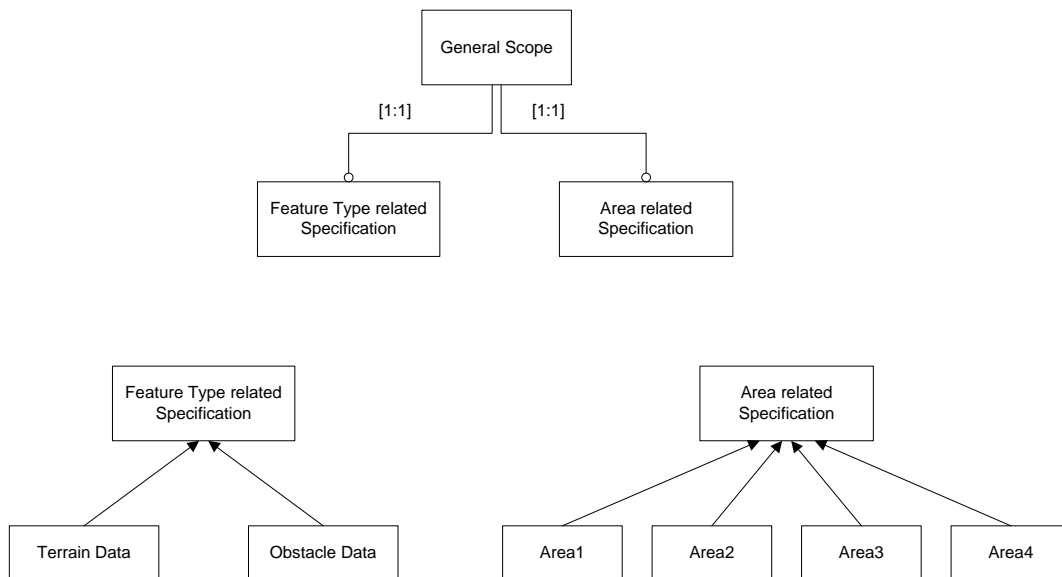 General Scope
[1:1]
[1:1]
Feature Type related
Specification
Area related
Specification
Feature Type related
Specification
Area related
Specification
Terrain Data
Obstacle Data
Area1
Area2
Area3
Area4